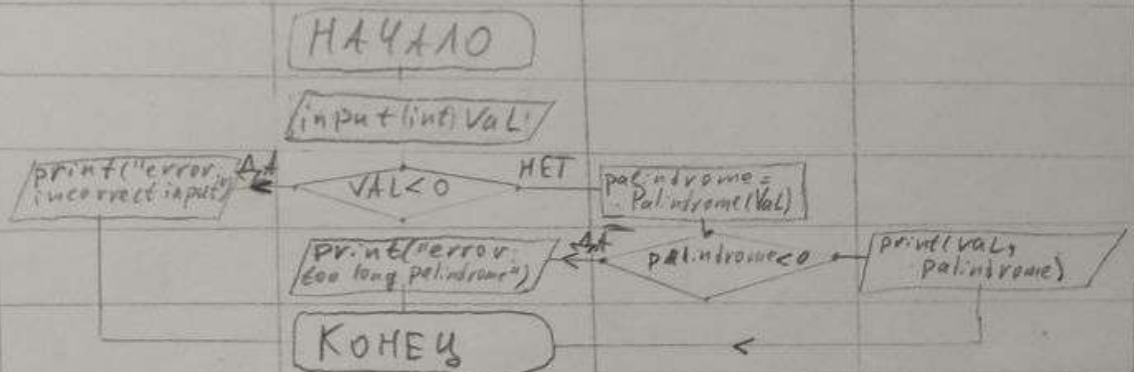 НАЧАЛО
input(int) VaL
VAL<0
ДА
НЕТ
print("error
incorrect input")
palindrome =
Palindrome(VaL)
palindrome<0
ДА
print("error
too long palindrome")
print(vaL,
palindrome)
КОНЕЦ